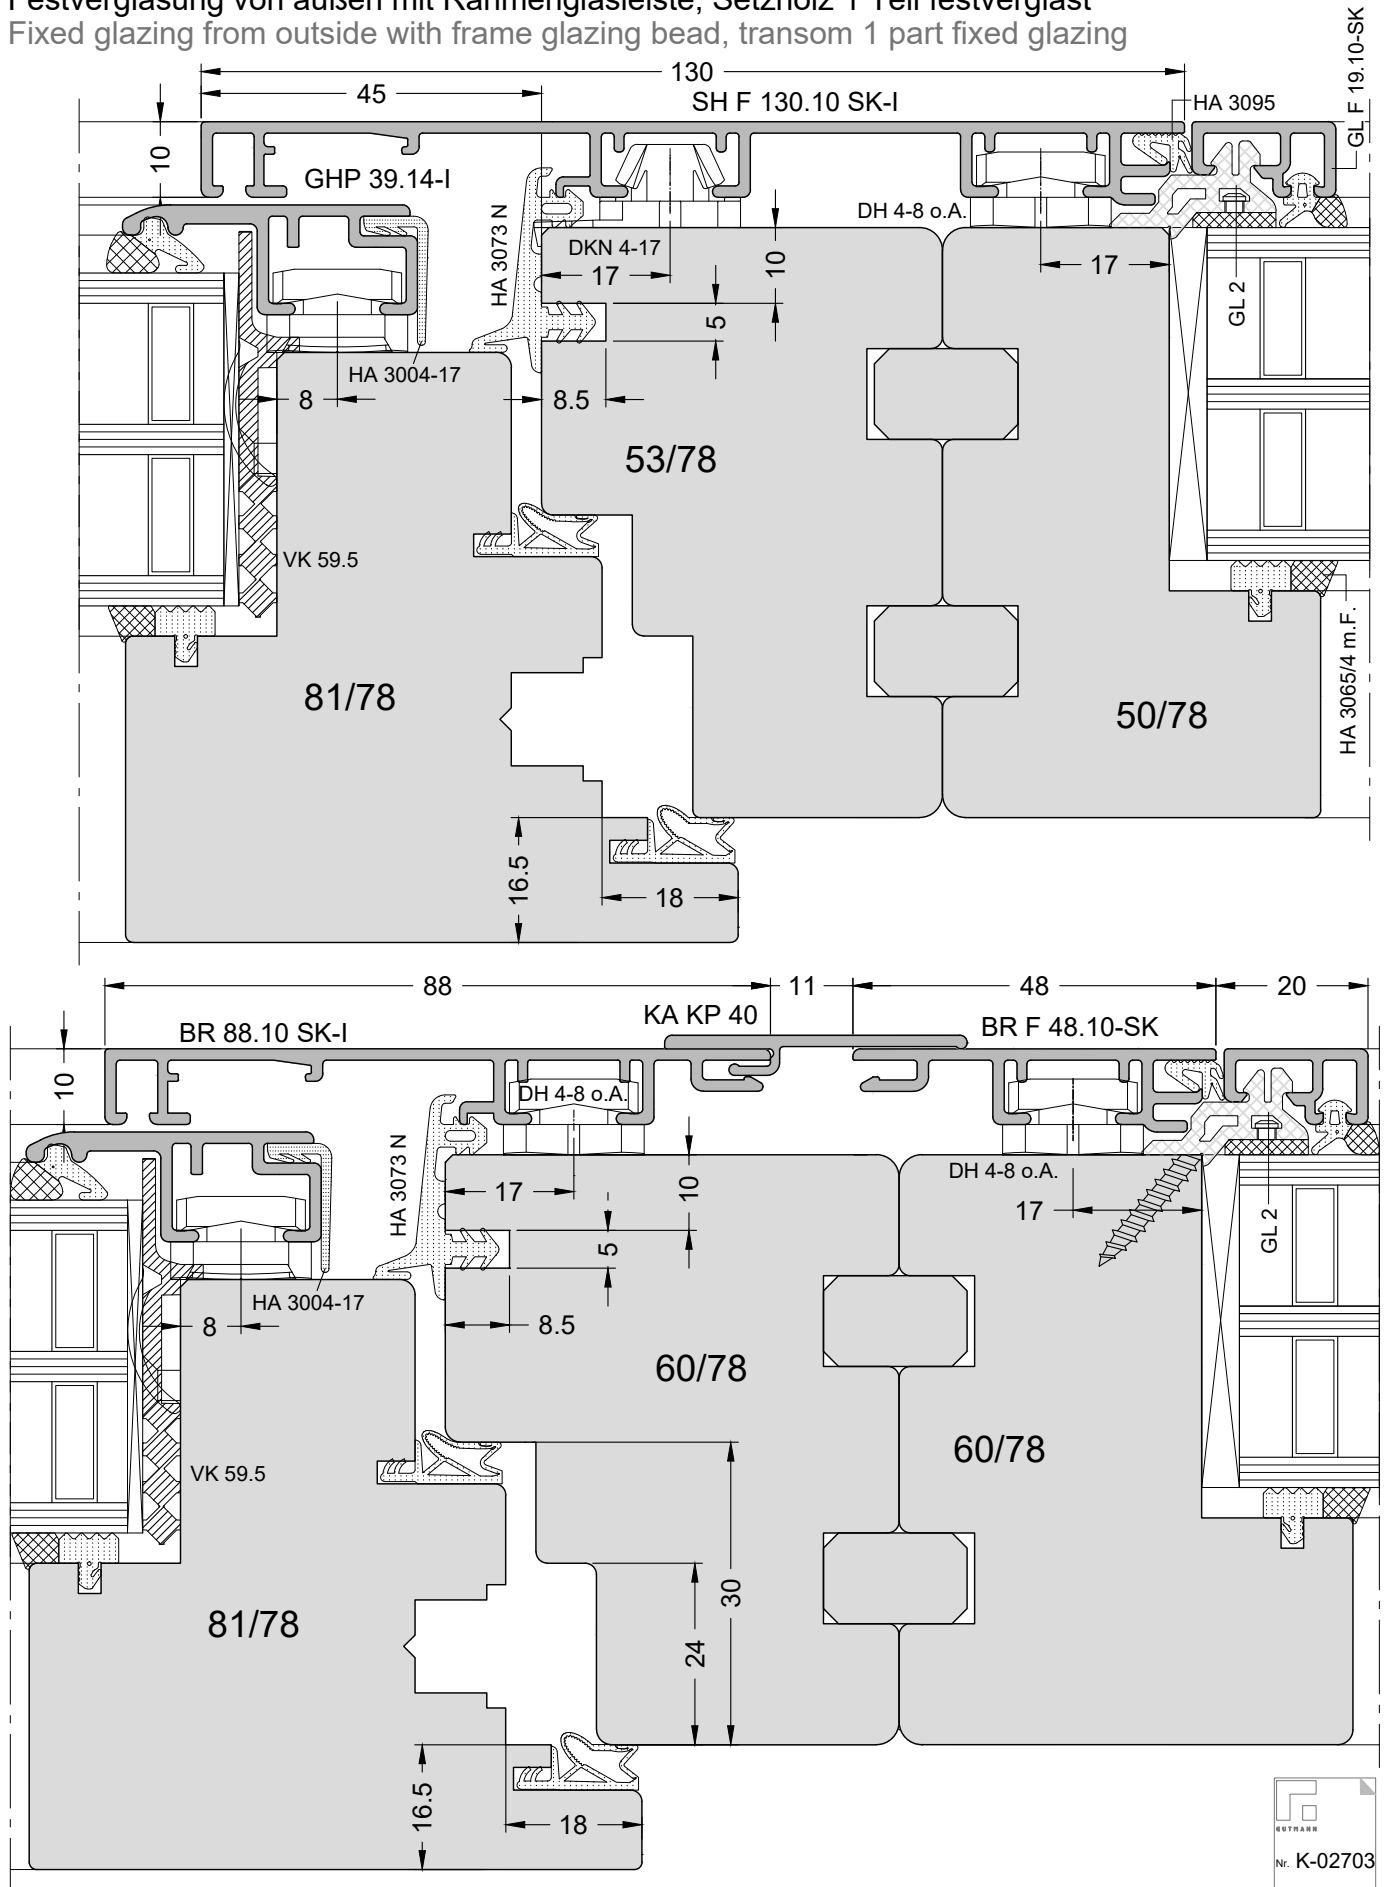 Festverglasung von außen mit Rahmenglasleiste, Setzholz 1 Teil festverglast
Fixed glazing from outside with frame glazing bead, transom 1 part fixed glazing
130
45
SH F 130.10 SK-I
HA 3095
GL F 19.10-SK
10
GHP 39.14-I
HA 3073 N
DH 4-8 o.A.
DKN 4-17
17
10
17
GL 2
5
HA 3004-17
8
8.5
53/78
VK 59.5
81/78
50/78
HA 3065/4 m.F.
16.5
18
88
11
48
20
BR 88.10 SK-I
KA KP 40
BR F 48.10-SK
10
DH 4-8 o.A.
HA 3073 N
17
10
DH 4-8 o.A.
17
GL 2
5
HA 3004-17
8
8.5
60/78
60/78
VK 59.5
81/78
30
24
16.5
18
GUTMANN
Nr. K-02703